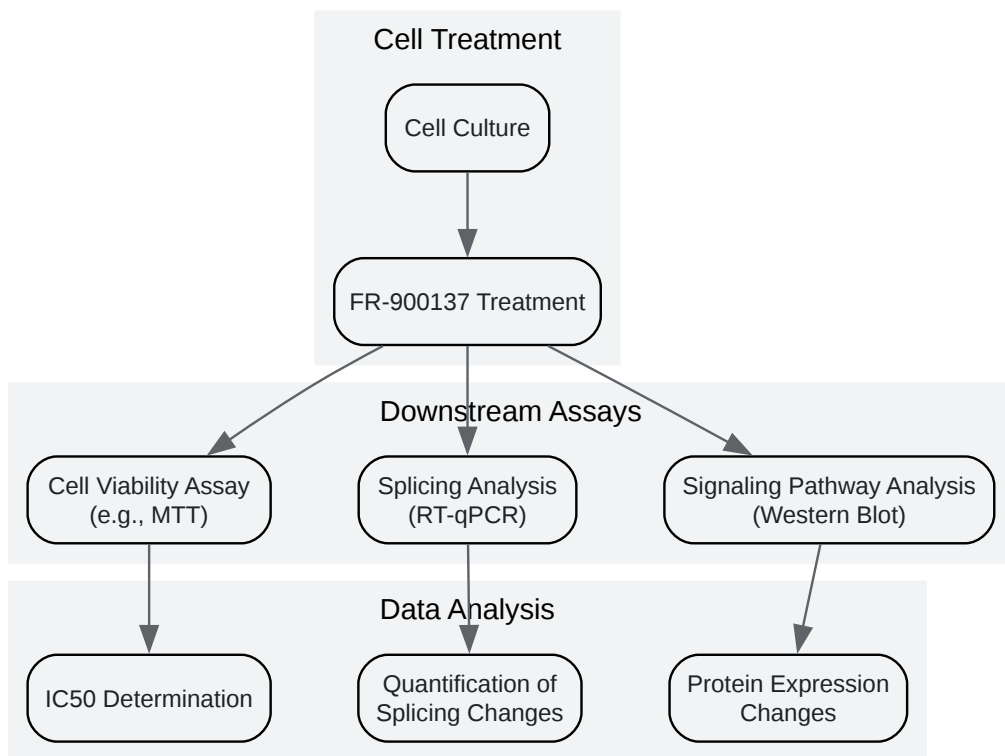 Cell Treatment
Cell Culture
FR-900137 Treatment
Downstream Assays
Cell Viability Assay
(e.g., MTT)
Splicing Analysis
(RT-qPCR)
Signaling Pathway Analysis
(Western Blot)
Data Analysis
IC50 Determination
Quantification of
Splicing Changes
Protein Expression
Changes